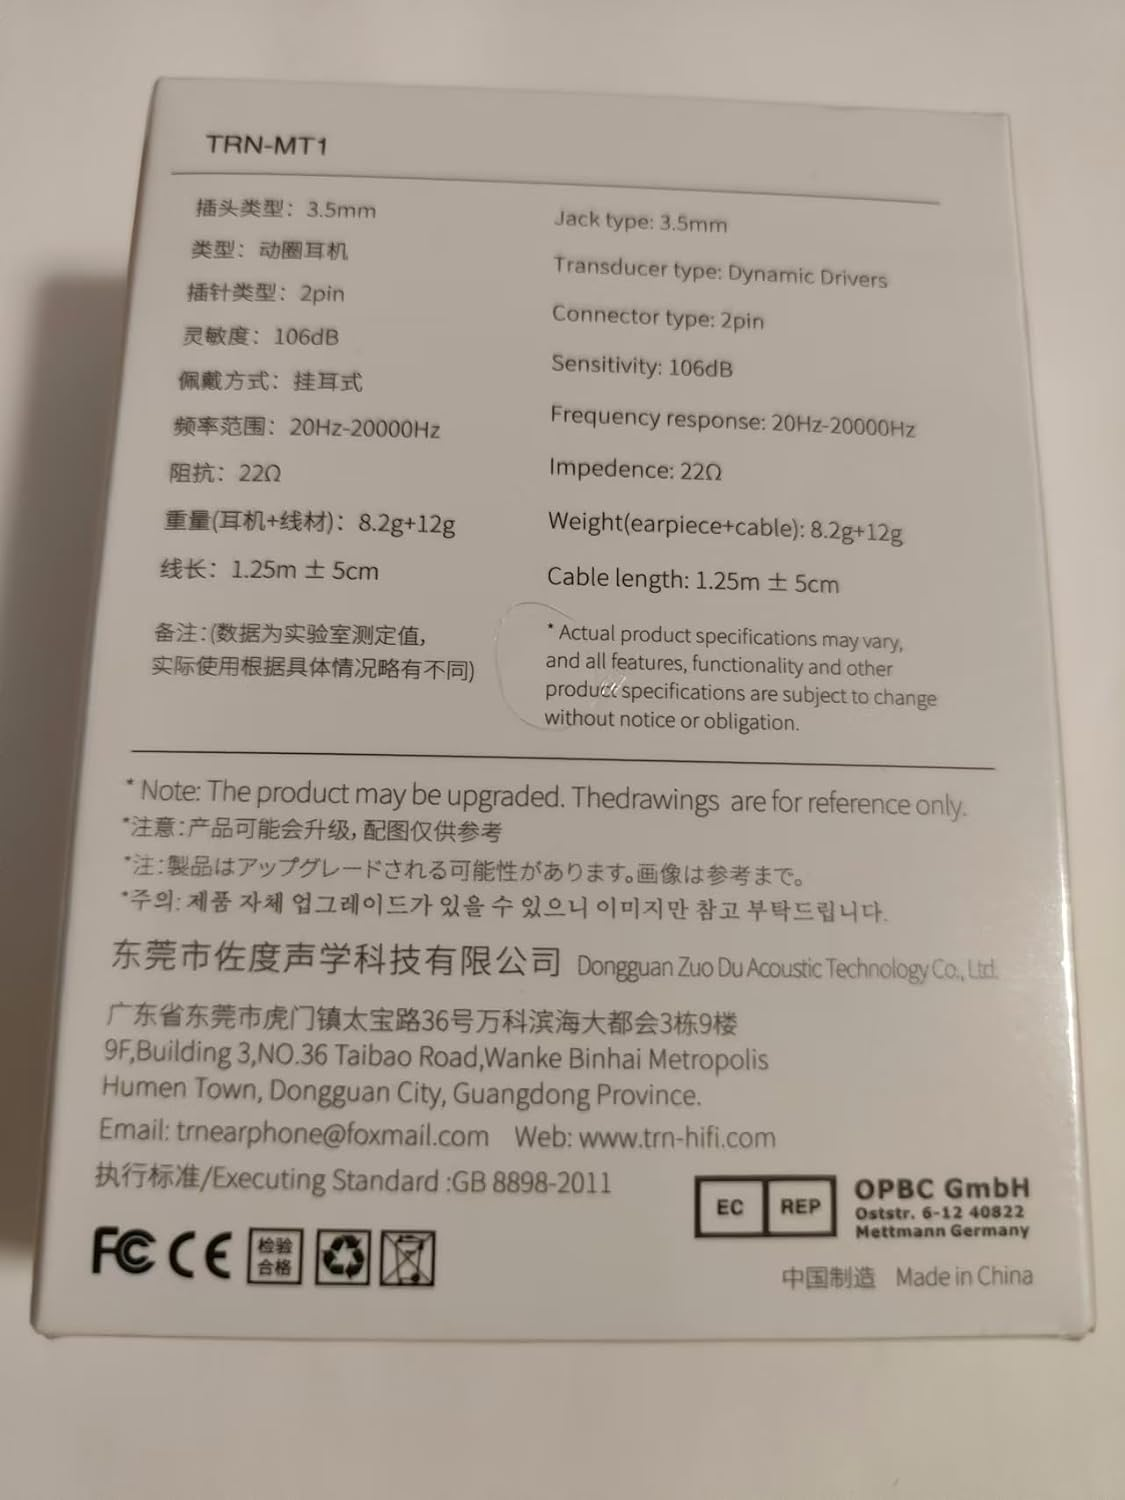 TRN-MT1
插头类型：3.5mm
类型：动圈耳机
插针类型：2pin
灵敏度：106dB
佩戴方式：挂耳式
频率范围：20Hz-20000Hz
阻抗：22Ω
重量(耳机+线材)：8.2g+12g
线长：1.25m ± 5cm
备注：(数据为实验室测定值，
实际使用根据具体情况略有不同)
Jack type: 3.5mm
Transducer type: Dynamic Drivers
Connector type: 2pin
Sensitivity: 106dB
Frequency response: 20Hz-20000Hz
Impedence: 22Ω
Weight(earpiece+cable): 8.2g+12g
Cable length: 1.25m ± 5cm
* Actual product specifications may vary,
and all features, functionality and other
product specifications are subject to change
without notice or obligation.
* Note: The product may be upgraded. Thedrawings are for reference only.
*注意：产品可能会升级，配图仅供参考
*注：製品はアップグレードされる可能性があります。画像は参考まで。
*주의: 제품 자체 업그레이드가 있을 수 있으니 이미지만 참고 부탁드립니다.
东莞市佐度声学科技有限公司 Dongguan Zuo Du Acoustic Technology Co., Ltd.
广东省东莞市虎门镇太宝路36号万科滨海大都会3栋9楼
9F,Building 3,NO.36 Taibao Road,Wanke Binhai Metropolis
Humen Town, Dongguan City, Guangdong Province.
Email: trnearphone@foxmail.com Web: www.trn-hifi.com
执行标准/Executing Standard :GB 8898-2011
FC CE 检验
合格
EC REP
OPBC GmbH
Oststr. 6-12 40822
Mettmann Germany
中国制造 Made in China